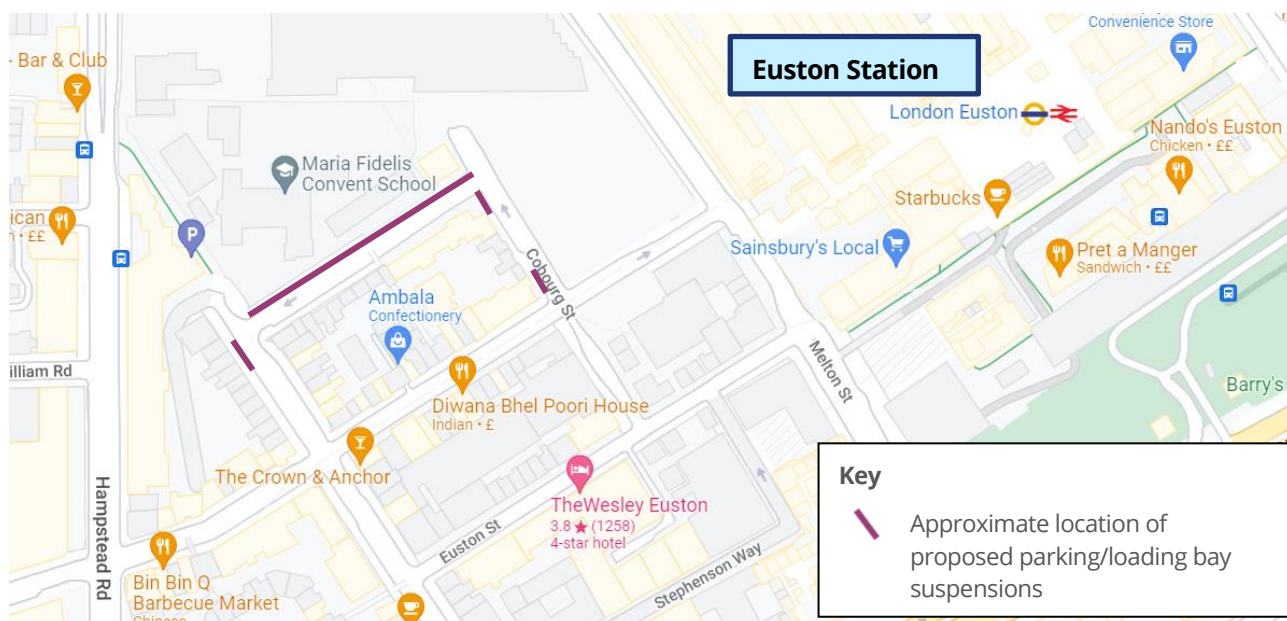 Convenience Store
- Bar & Club
Euston Station
London Euston
Nando's Euston
Chicken • ££
Maria Fidelis
Convent School
Starbucks
ican
• ££
P
Sainsbury's Local
Pret a Manger
Sandwich • ££
Cobourg St
Ambala
Confectionery
illiam Rd
Melton St
Barry's
Diwana Bhel Poori House
Indian • £
The Crown & Anchor
Key
Approximate location of
proposed parking/loading bay
suspensions
Hampstead Rd
TheWesley Euston
3.8 ★ (1258)
4-star hotel
Euston St
Stephenson Way
Bin Bin Q
Barbecue Market